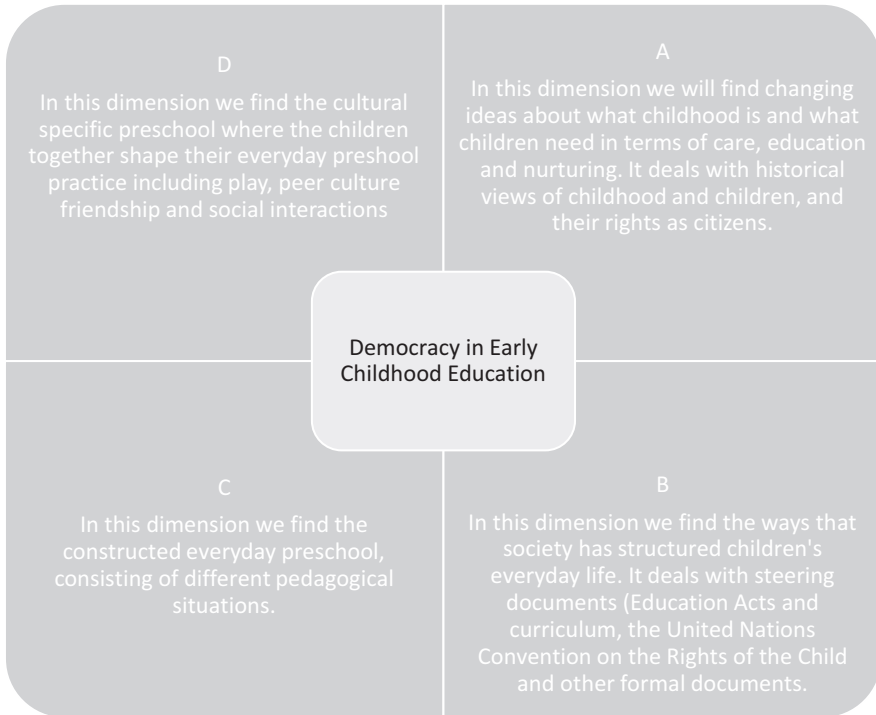 D
In this dimension we find the cultural
specific preschool where the children
together shape their everyday preshool
practice including play, peer culture
friendship and social interactions
A
In this dimension we will find changing
ideas about what childhood is and what
children need in terms of care, education
and nurturing. It deals with historical
views of childhood and children, and
their rights as citizens.
Democracy in Early
Childhood Education
C
In this dimension we find the
constructed everyday preschool,
consisting of different pedagogical
situations.
B
In this dimension we find the ways that
society has structured children's
everyday life. It deals with steering
documents (Education Acts and
curriculum, the United Nations
Convention on the Rights of the Child
and other formal documents.